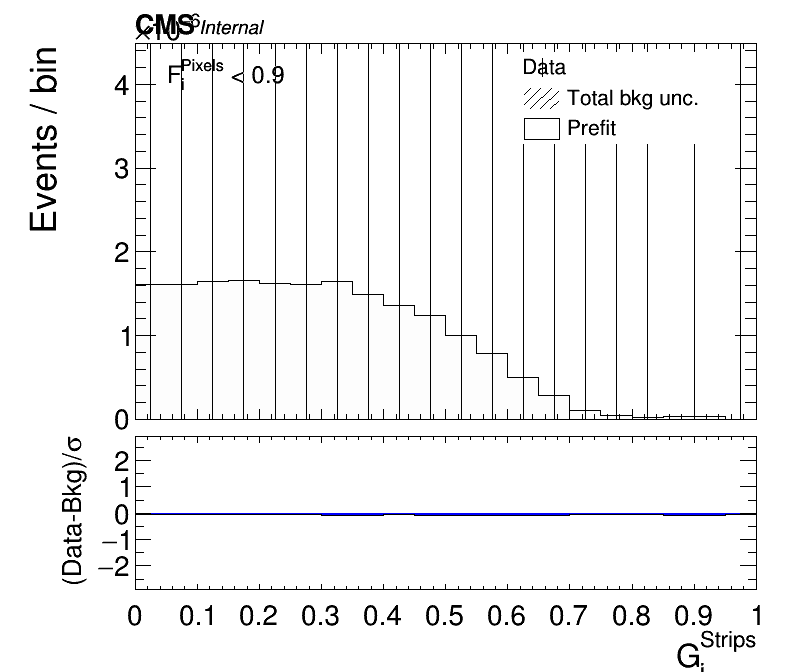 CMS Internal
×10⁻⁶
F_i^Pixels < 0.9
Data
Total bkg unc.
Prefit
Events / bin
4
3
2
1
0
(Data-Bkg)/σ
2
1
0
−1
−2
0 0.1 0.2 0.3 0.4 0.5 0.6 0.7 0.8 0.9 1
G_i^Strips